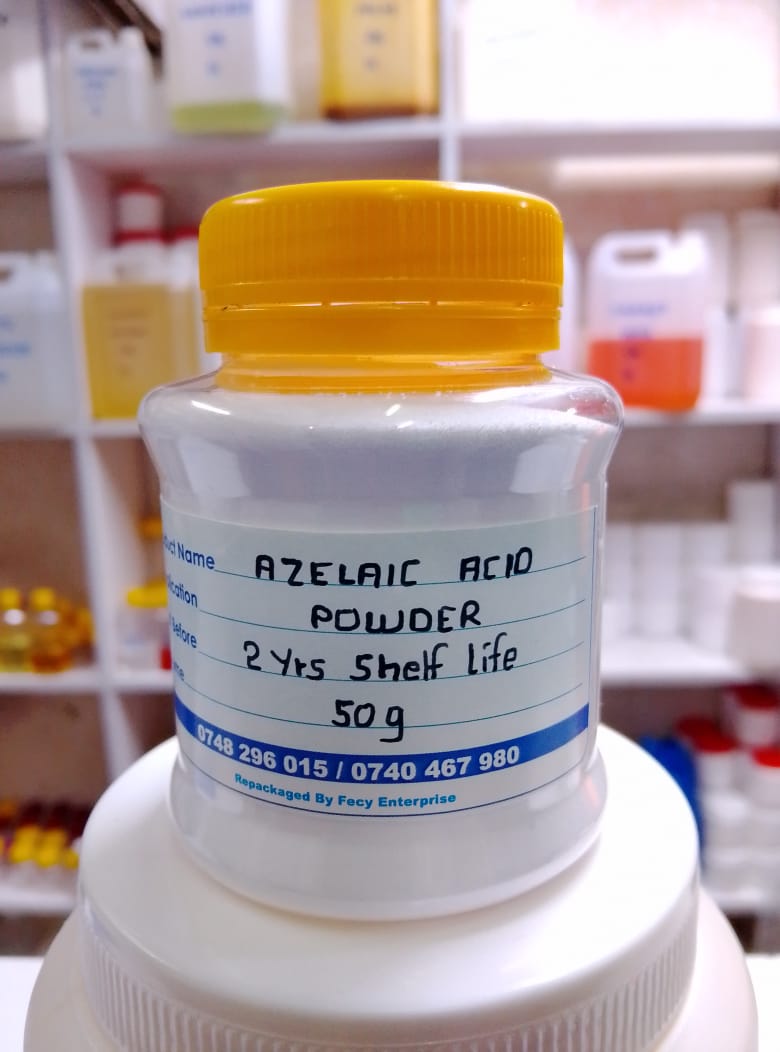 Name
AZELAIC ACID
POWDER
2 Yrs Shelf life
50g
0748 296 015 / 0740 467 980
Repackaged By Fecy Enterprise